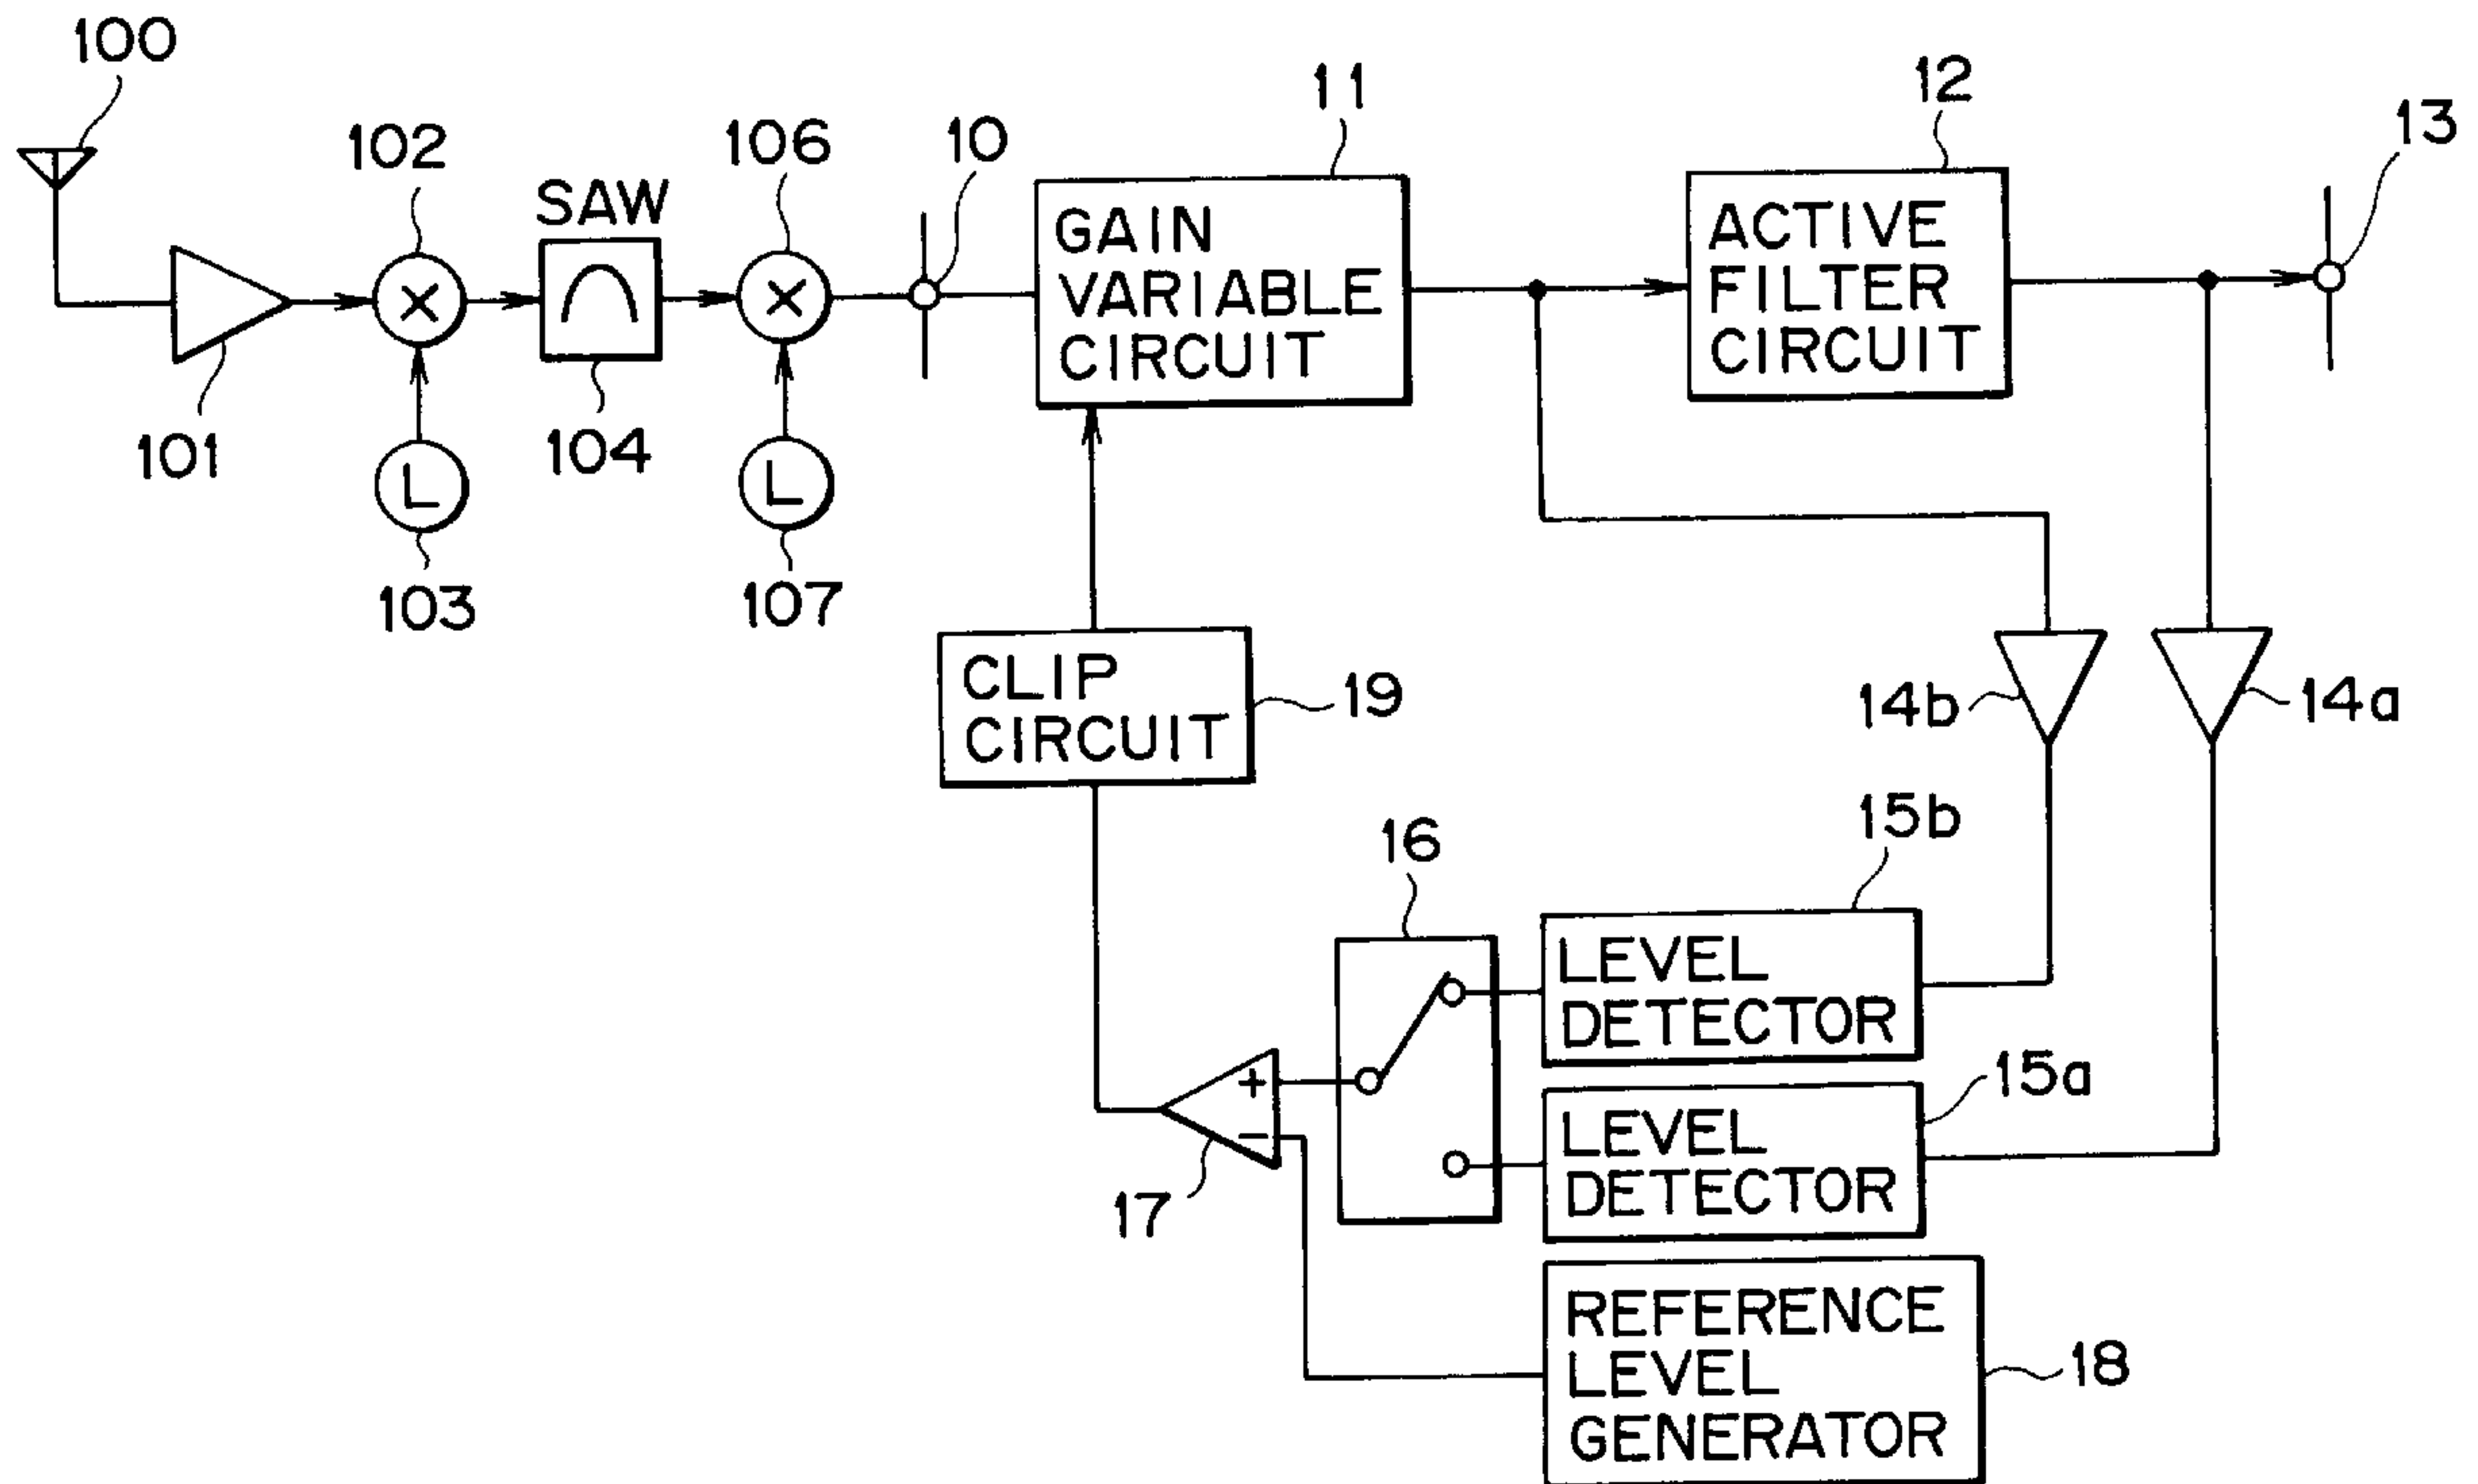 100
102
SAW
106
10
11
12
13
GAIN
VARIABLE
CIRCUIT
ACTIVE
FILTER
CIRCUIT
×
×
101
L
104
L
103
107
CLIP
CIRCUIT
19
14b
14a
16
15b
LEVEL
DETECTOR
15a
+
−
17
LEVEL
DETECTOR
REFERENCE
LEVEL
GENERATOR
18